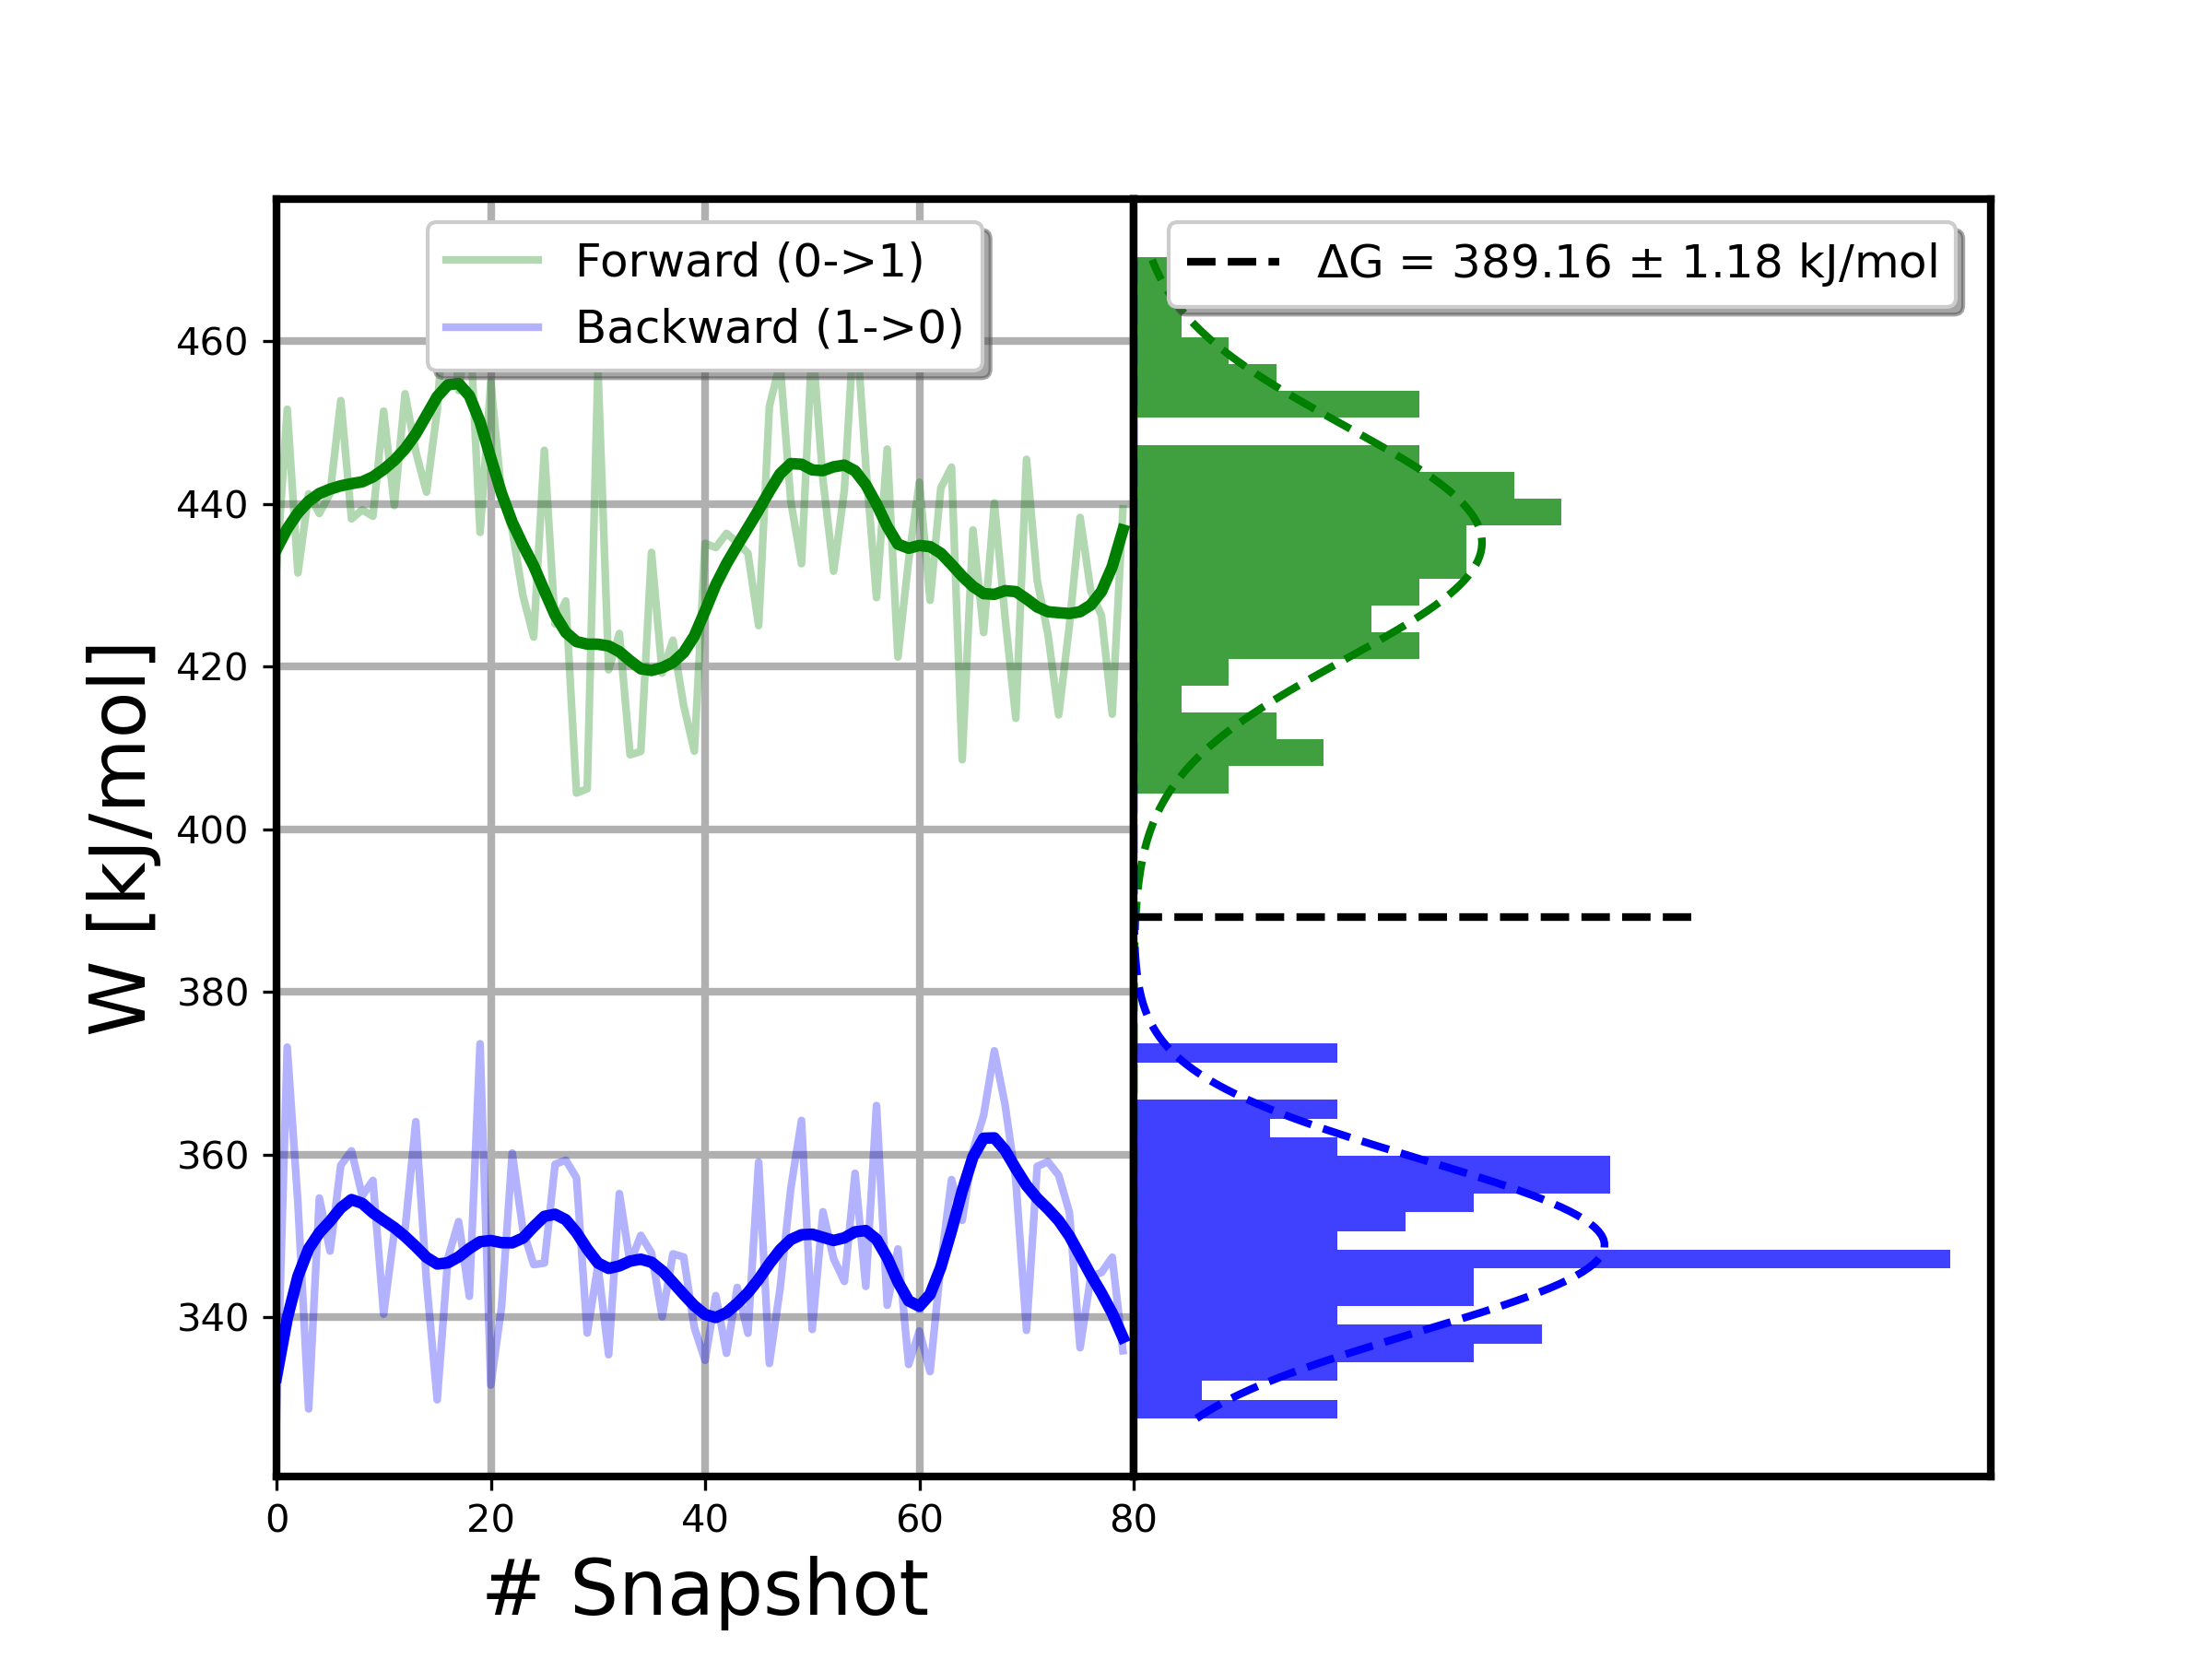 Forward (0->1)
Backward (1->0)
ΔG = 389.16 ± 1.18 kJ/mol
W [kJ/mol]
460
440
420
400
380
360
340
0 20 40 60 80
# Snapshot